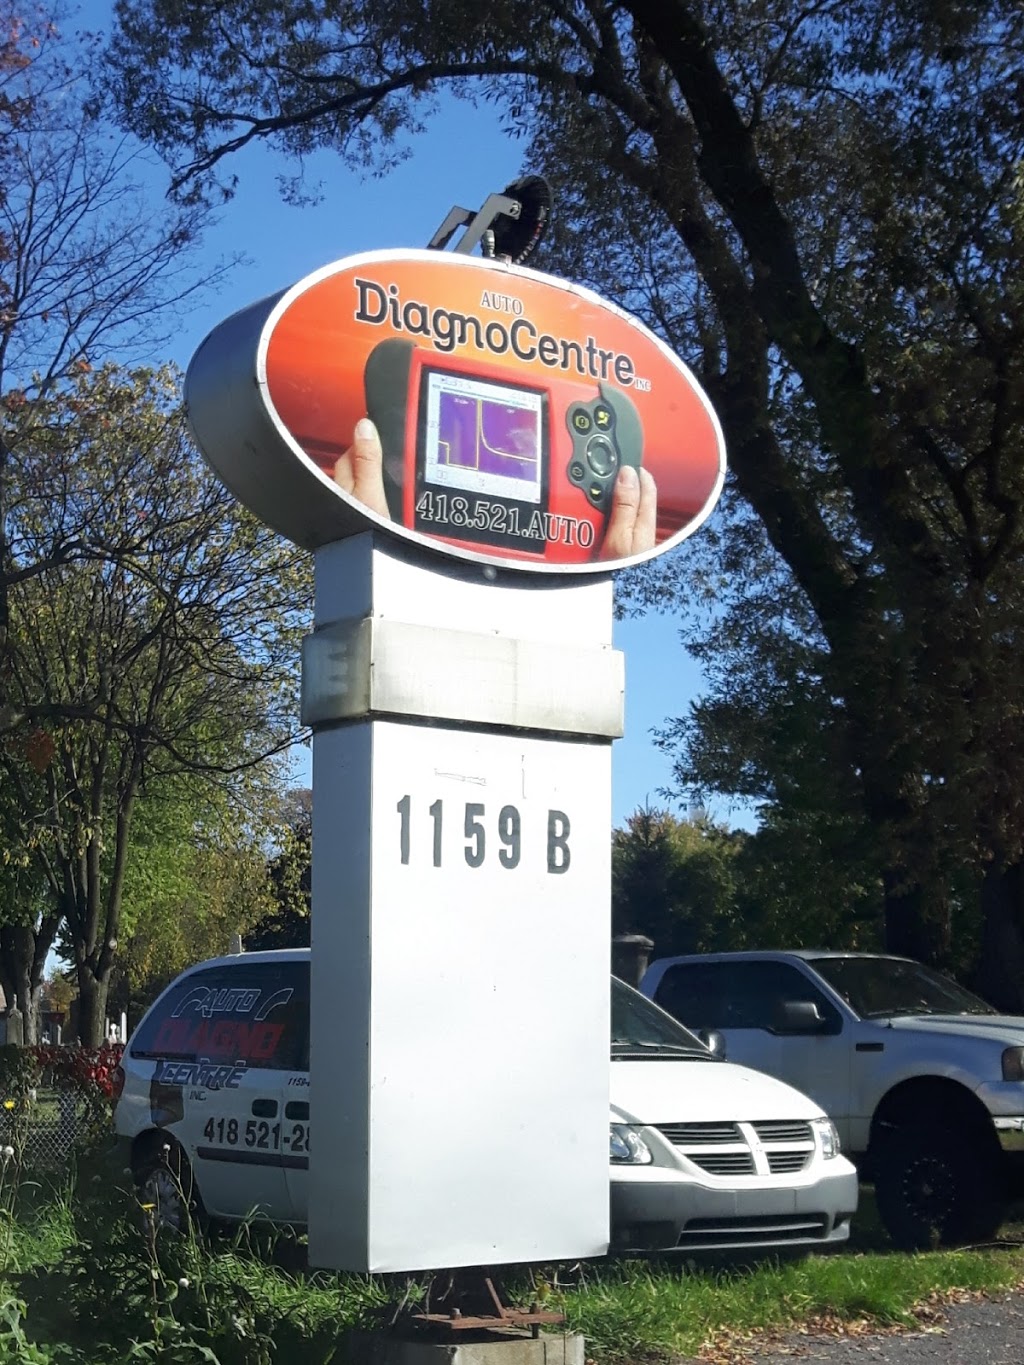 AUTO
DiagnoCentre INC
418.521.AUTO
1159 B
AUTO
DIAGNO
CENTRE
INC.
418 521-28